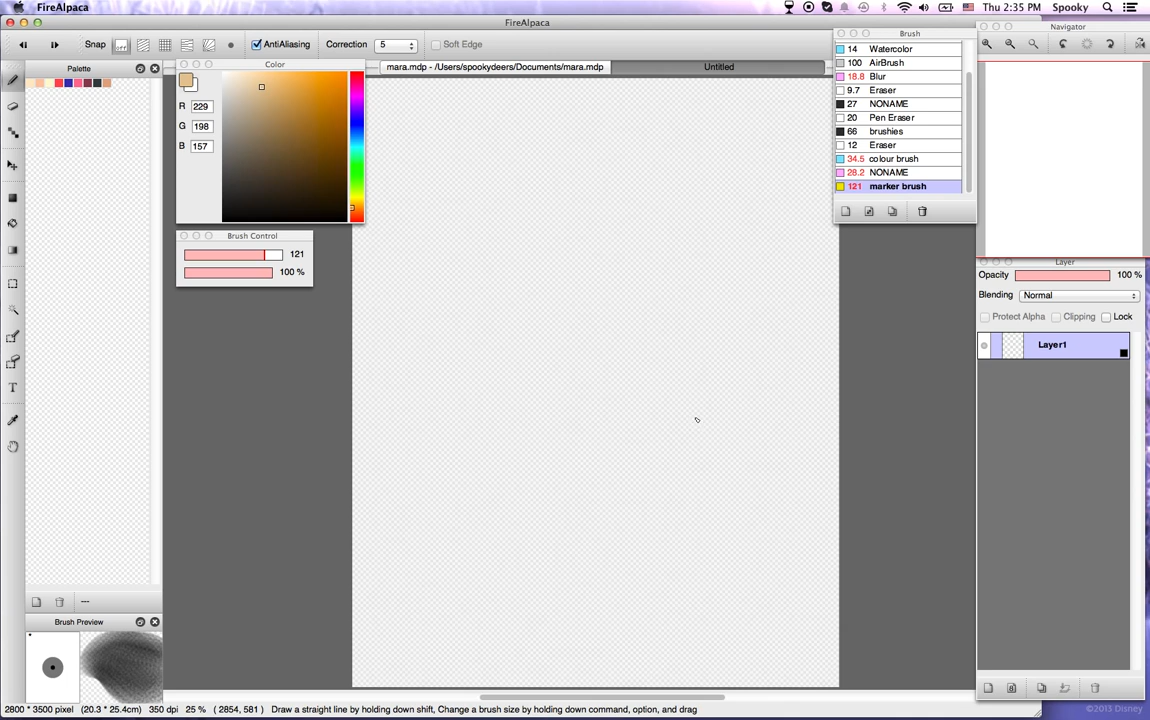 FireAlpaca
Thu 2:35 PM Spooky
FireAlpaca
Snap
AntiAliasing
Correction
5
Soft Edge
Palette
Color
R 229
G 198
B 157
mara.mdp - /Users/spookydeers/Documents/mara.mdp
Untitled
Brush
14 Watercolor
100 AirBrush
18.8 Blur
9.7 Eraser
27 NONAME
20 Pen Eraser
66 brushies
12 Eraser
34.5 colour brush
28.2 NONAME
121 marker brush
Navigator
Brush Control
121
100 %
Layer
Opacity 100 %
Blending Normal
Protect Alpha Clipping Lock
Layer1
T
Brush Preview
2800 * 3500 pixel (20.3 * 25.4cm) 350 dpi 25 % ( 2854, 581 ) Draw a straight line by holding down shift, Change a brush size by holding down command, option, and drag
©2013 Disney